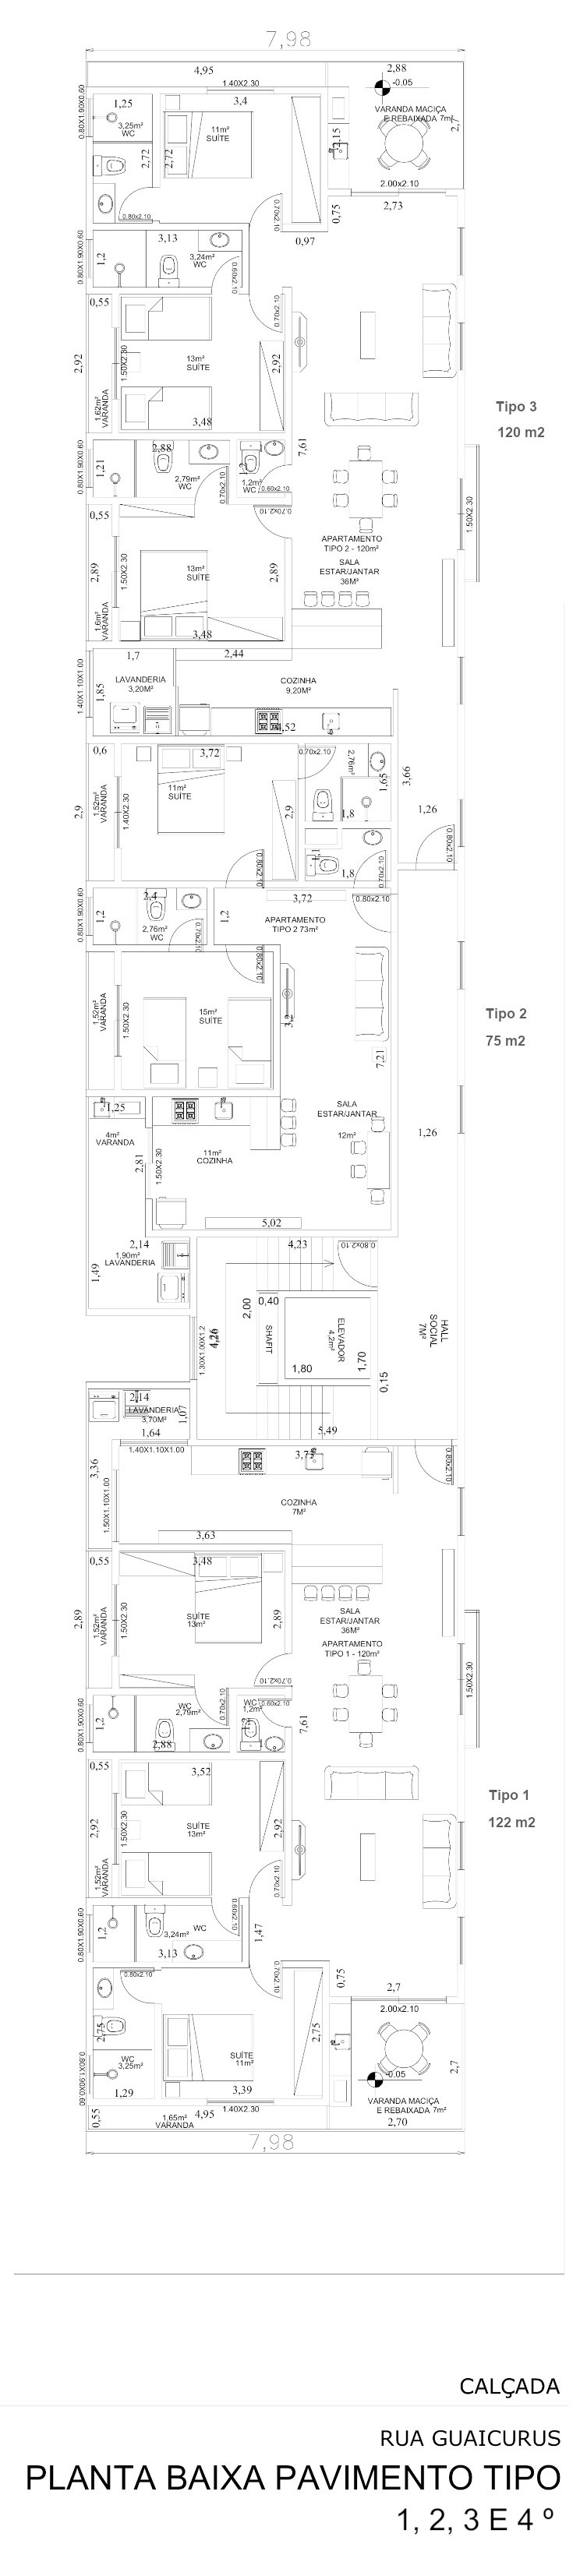 7,98
4,95
2,88
-0.05
1.40X2.30
3,4
1,25
0.80X1.90X0.60
3,25m²
WC
11m²
SUÍTE
VARANDA MACIÇA
E REBAIXADA 7m²
2,7
2,15
2,72
2,72
2.00x2.10
2,73
0.80x2.10
0.70x2.10
0,75
0,97
3,13
3,24m²
WC
1,2
0.80X1.90X0.60
0.60x2.10
0,55
0.70x2.10
2,92
1.50X2.30
13m²
SUÍTE
2,92
1,62m²
VARANDA
3,48
Tipo 3
120 m2
7,61
2,88
1,21
0.80X1.90X0.60
2,79m²
WC
1,2m²
WC
0.60x2.10
0.70x2.10
1.50X2.30
0,55
0.70x2.10
APARTAMENTO
TIPO 2 - 120m²
SALA
ESTAR/JANTAR
36M²
2,89
1.50X2.30
13m²
SUÍTE
2,89
1,6m²
VARANDA
3,48
1,7
2,44
LAVANDERIA
3,20M²
COZINHA
9,20M²
1.40X1.10X1.00
1,85
1,52
0,6
3,72
0.70x2.10
2,76m²
1,65
3,66
2,9
1,52m²
VARANDA
1.40X2.30
11m²
SUÍTE
2,9
1,8
1,26
0.80x2.10
1,8
0.80x2.10
0.70x2.10
2,4
1,2
0.80X1.90X0.60
2,76m²
WC
0.70x2.10
1,2
3,72
0.80x2.10
APARTAMENTO
TIPO 2 73m²
0.80x2.10
1,52m²
VARANDA
1.50X2.30
15m²
SUÍTE
Tipo 2
75 m2
7,21
1,25
SALA
ESTAR/JANTAR
12m²
1,26
4m²
VARANDA
2,81
1.50X2.30
11m²
COZINHA
5,02
2,14
1,90m²
LAVANDERIA
1,49
4,23
0.80x2.10
2,00
0,40
SHAFIT
ELEVADOR
4.2m²
1,80
1,70
0,15
HALL
SOCIAL
7M²
1.30X1.00X1.2
5,49
2,14
LAVANDERIA
3,70M²
1,07
1,64
1,40X1.10X1.00
3,36
1.50X1.10X1.00
0.80x2.10
COZINHA
7M²
3,63
0,55
3,48
2,89
1,52m²
VARANDA
1.50X2.30
SUÍTE
13m²
2,89
SALA
ESTAR/JANTAR
36M²
APARTAMENTO
TIPO 1 - 120m²
1.50X2.30
0.70x2.10
0.80X1.90X0.60
1,2
WC
2,79m²
2,88
0.70x2.10
WC
1,2m²
0.60x2.10
7,61
0,55
3,52
2,92
1.50X2.30
SUÍTE
13m²
2,92
1,52m²
VARANDA
Tipo 1
122 m2
0.70x2.10
0.80X1.90X0.60
1,2
WC
3,24m²
3,13
0.60x2.10
1,47
0.80x2.10
0.70x2.10
0,75
2,7
2.00x2.10
2,75
2,75
WC
3,25m²
SUÍTE
11m²
0.80X1.90X0.60
1,29
3,39
2,7
-0.05
VARANDA MACIÇA
E REBAIXADA 7m²
2,70
0,55
1,65m²
VARANDA
4,95
1.40X2.30
7,98
CALÇADA
RUA GUAICURUS
PLANTA BAIXA PAVIMENTO TIPO
1, 2, 3 E 4 º